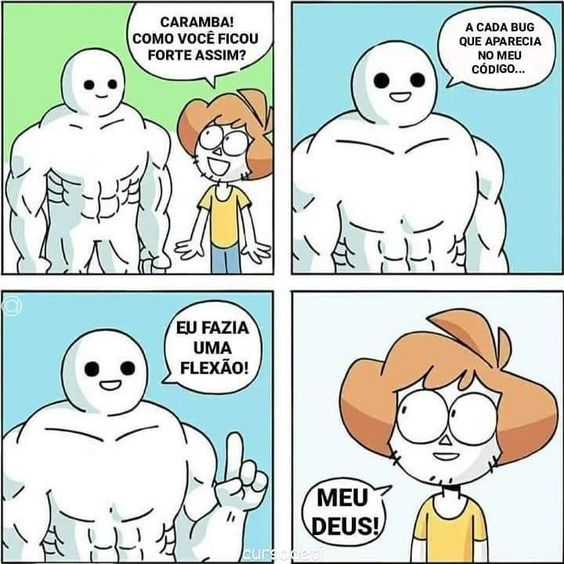 CARAMBA!
COMO VOCÊ FICOU
FORTE ASSIM?
A CADA BUG
QUE APARECIA
NO MEU
CÓDIGO...
EU FAZIA
UMA
FLEXÃO!
MEU
DEUS!
cursodeti